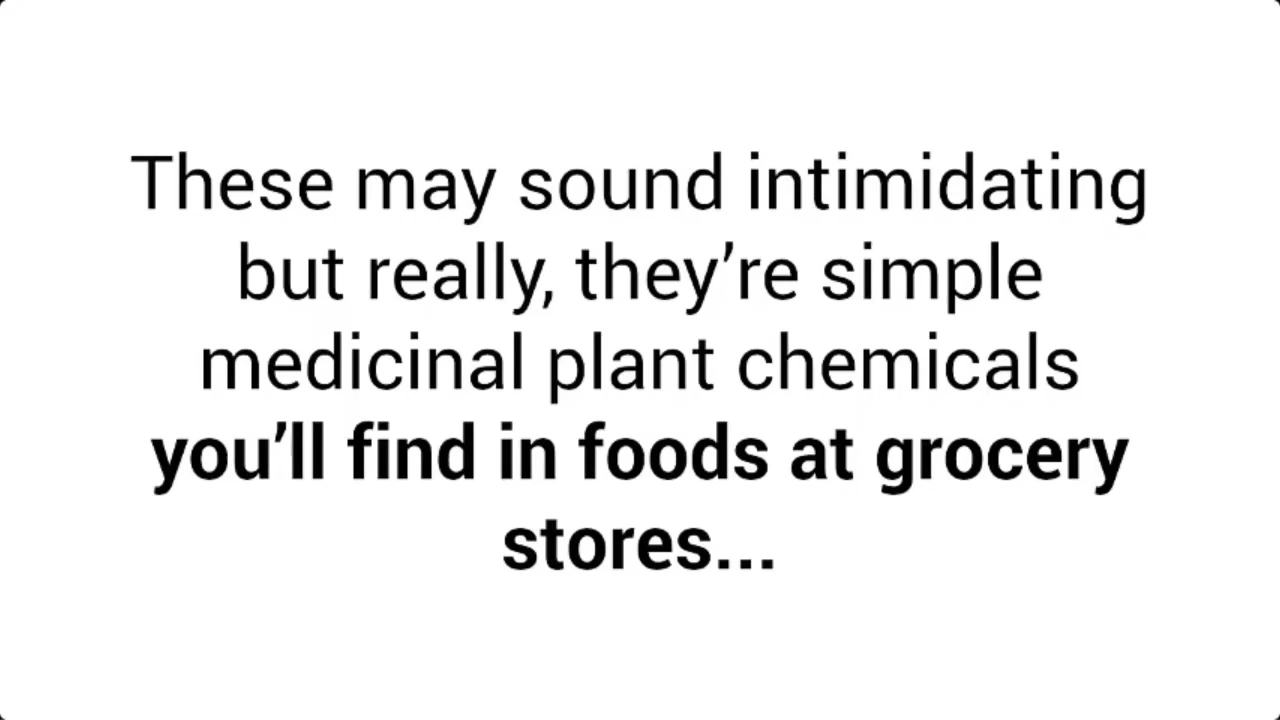 These may sound intimidating
but really, they’re simple
medicinal plant chemicals
you’ll find in foods at grocery
stores...